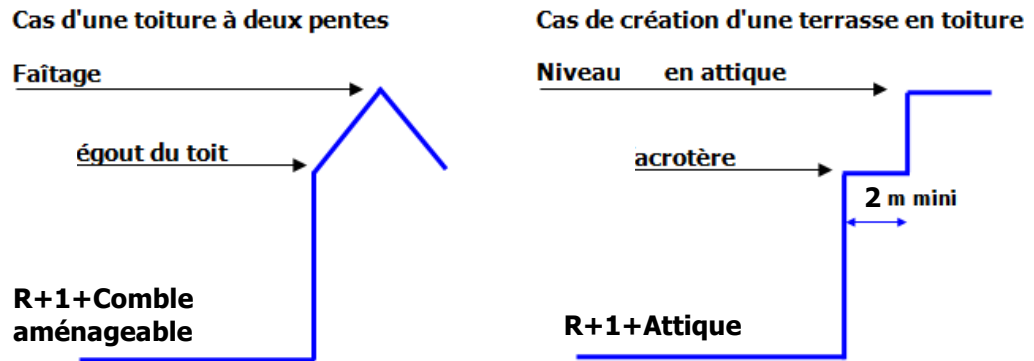 Cas d'une toiture à deux pentes
Faîtage
égout du toit
R+1+Comble
aménageable
Cas de création d'une terrasse en toiture
Niveau en attique
acrotère
2 m mini
R+1+Attique